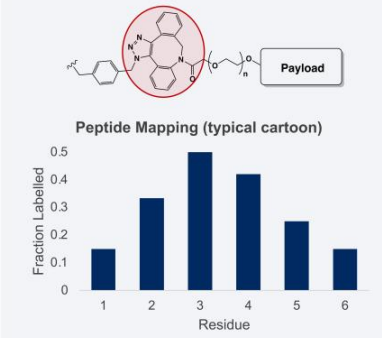 N
N
N
N
O
O
n
O
Payload
Peptide Mapping (typical cartoon)
Fraction Labelled
0.5
0.4
0.3
0.2
0.1
0
1 2 3 4 5 6
Residue